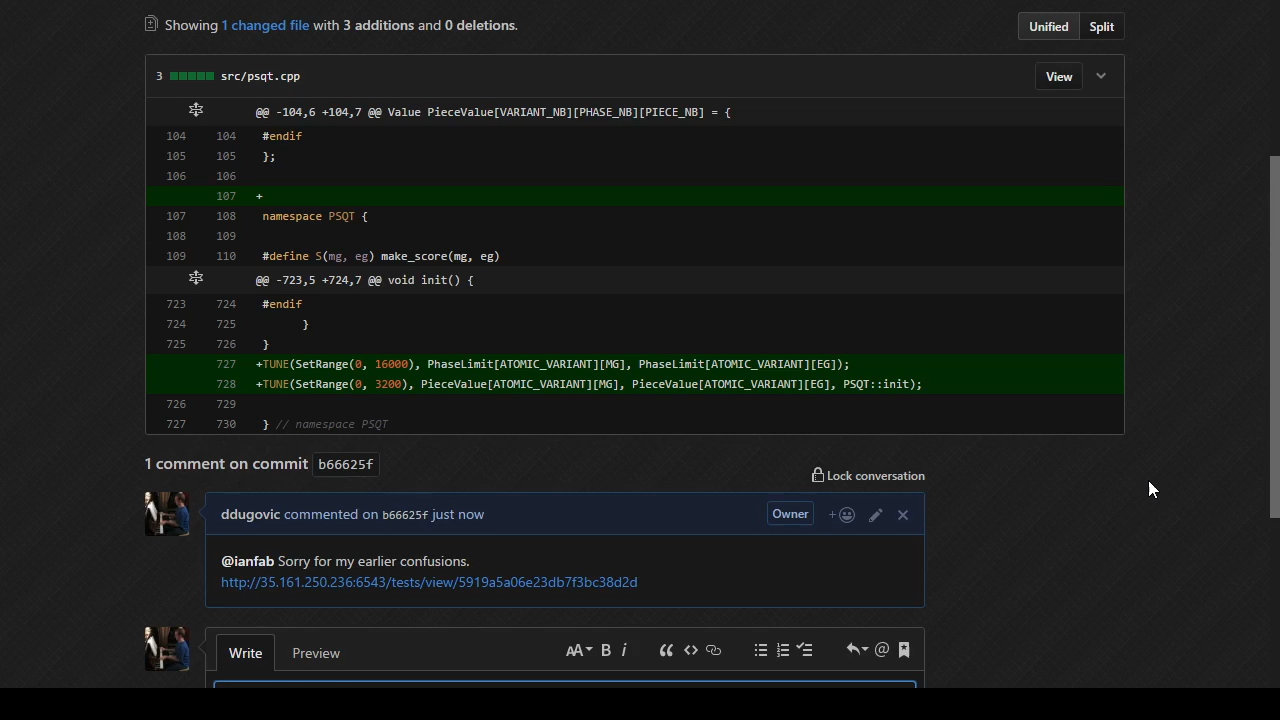 Showing 1 changed file with 3 additions and 0 deletions.
Unified Split
3 src/psqt.cpp View
@@ -104,6 +104,7 @@ Value PieceValue[VARIANT_NB][PHASE_NB][PIECE_NB] = {
104 104 #endif
105 105 };
106 106
107 +
107 108 namespace PSQT {
108 109
109 110 #define S(mg, eg) make_score(mg, eg)
@@ -723,5 +724,7 @@ void init() {
723 724 #endif
724 725 }
725 726 }
727 +TUNE(SetRange(0, 16000), PhaseLimit[ATOMIC_VARIANT][MG], PhaseLimit[ATOMIC_VARIANT][EG]);
728 +TUNE(SetRange(0, 3200), PieceValue[ATOMIC_VARIANT][MG], PieceValue[ATOMIC_VARIANT][EG], PSQT::init);
726 729
727 730 } // namespace PSQT
1 comment on commit b66625f
Lock conversation
ddugovic commented on b66625f just now Owner +
@ianfab Sorry for my earlier confusions.
http://35.161.250.236:6543/tests/view/5919a5a06e23db7f3bc38d2d
Write Preview AA B i “ <> @